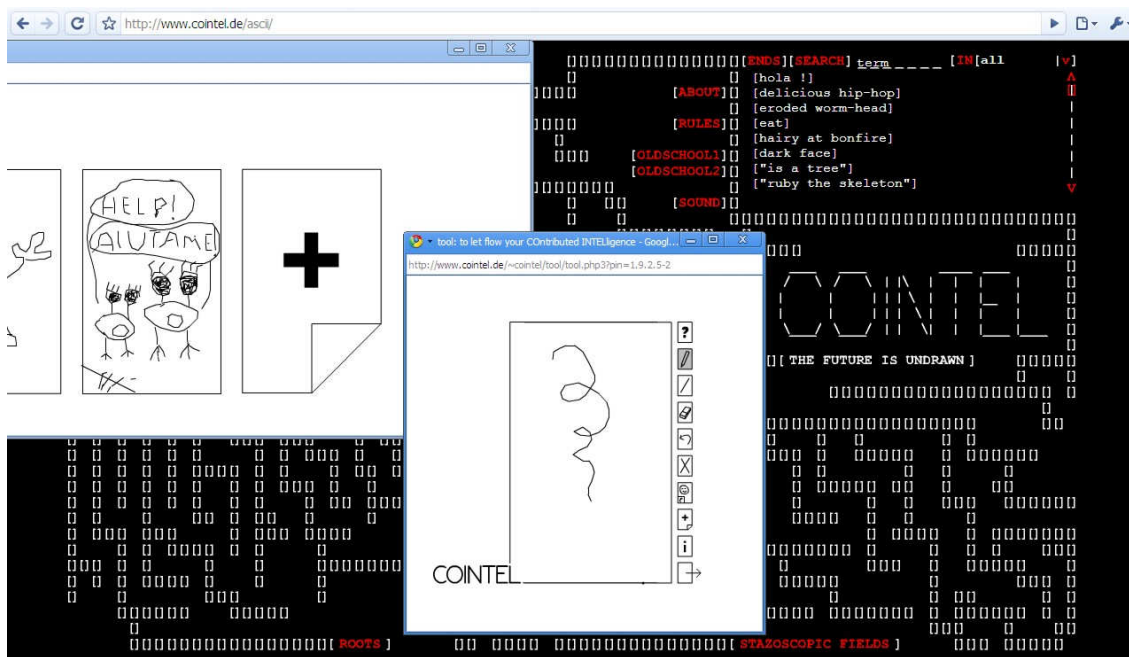 http://www.cointel.de/ascii/
[ENDS][SEARCH] term_ _ _ _ _ [IN[all |v]
[hola !]
[delicious hip-hop]
[ABOUT]
[eroded worm-head]
[RULES]
[eat]
[hairy at bonfire]
[OLDSCHOOL1]
[dark face]
[OLDSCHOOL2]
["is a tree"]
["ruby the skeleton"]
[SOUND]
HELP!
AIUTAME
tool: to let flow your COntributed INTELligence - Googl...
http://www.cointel.de/~cointel/tool/tool.php3?pin=1.9.2.5-2
COINTEL
[ THE FUTURE IS UNDRAWN ]
?
i
COINTEL
[ ROOTS ]
[ STAZOSCOPIC FIELDS ]